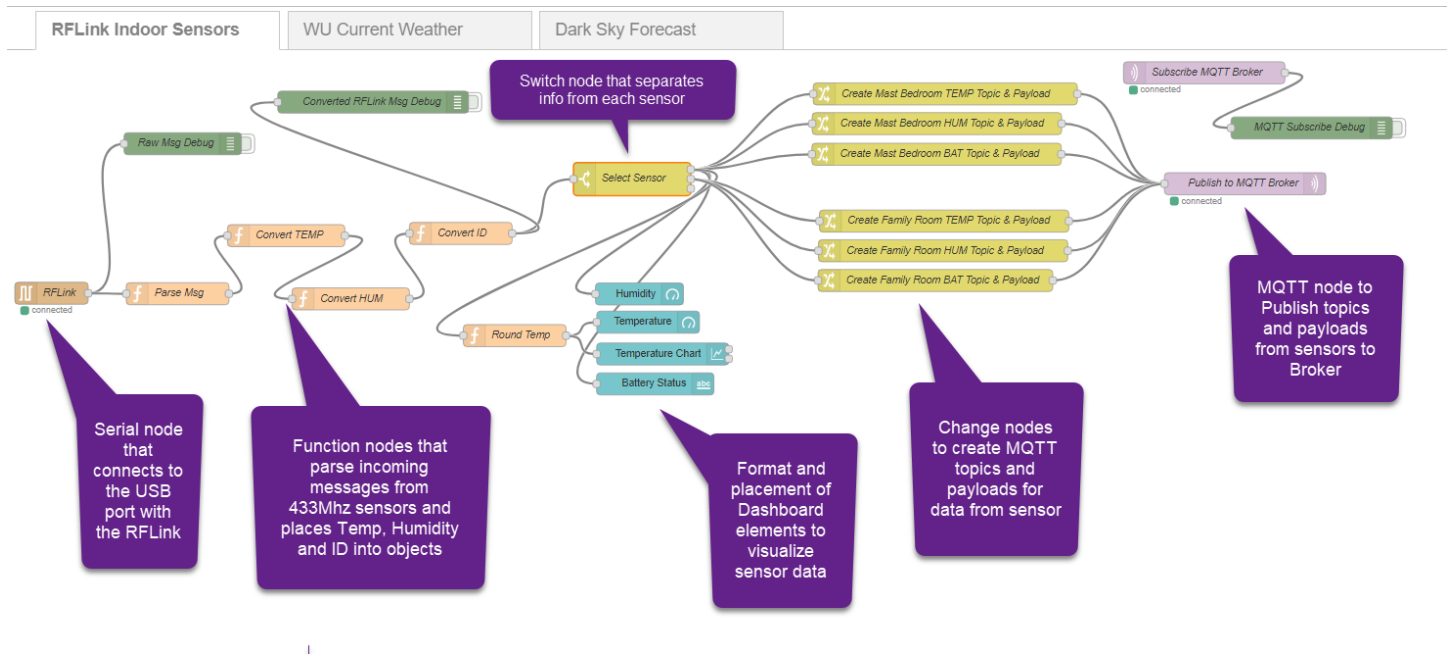 RFLink Indoor Sensors
WU Current Weather
Dark Sky Forecast
Switch node that separates
info from each sensor
Subscribe MQTT Broker
connected
Converted RFLink Msg Debug
Create Mast Bedroom TEMP Topic & Payload
Create Mast Bedroom HUM Topic & Payload
MQTT Subscribe Debug
Raw Msg Debug
Create Mast Bedroom BAT Topic & Payload
Select Sensor
Publish to MQTT Broker
connected
Create Family Room TEMP Topic & Payload
Convert TEMP
Convert ID
Create Family Room HUM Topic & Payload
Create Family Room BAT Topic & Payload
RFLink
connected
Parse Msg
Convert HUM
Humidity
Temperature
Round Temp
Temperature Chart
Battery Status
abc
MQTT node to
Publish topics
and payloads
from sensors to
Broker
Serial node
that
connects to
the USB
port with
the RFLink
Function nodes that
parse incoming
messages from
433Mhz sensors and
places Temp, Humidity
and ID into objects
Format and
placement of
Dashboard
elements to
visualize
sensor data
Change nodes
to create MQTT
topics and
payloads for
data from sensor